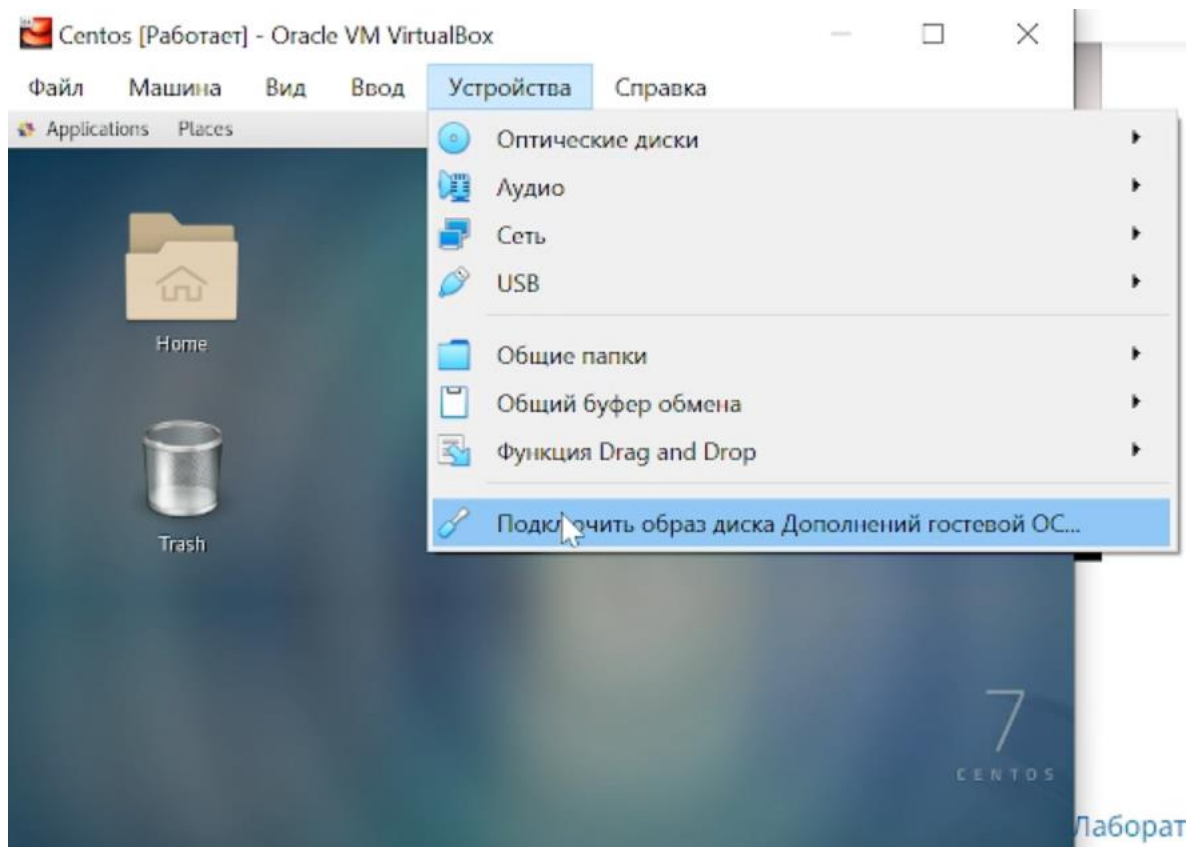 Centos [Работает] - Oracle VM VirtualBox
Файл Машина Вид Ввод Устройства Справка
Applications Places
Оптические диски
Аудио
Сеть
USB
Общие папки
Общий буфер обмена
Функция Drag and Drop
Подключить образ диска Дополнений гостевой ОС...
Home
Trash
7
CENTOS
Лаборат